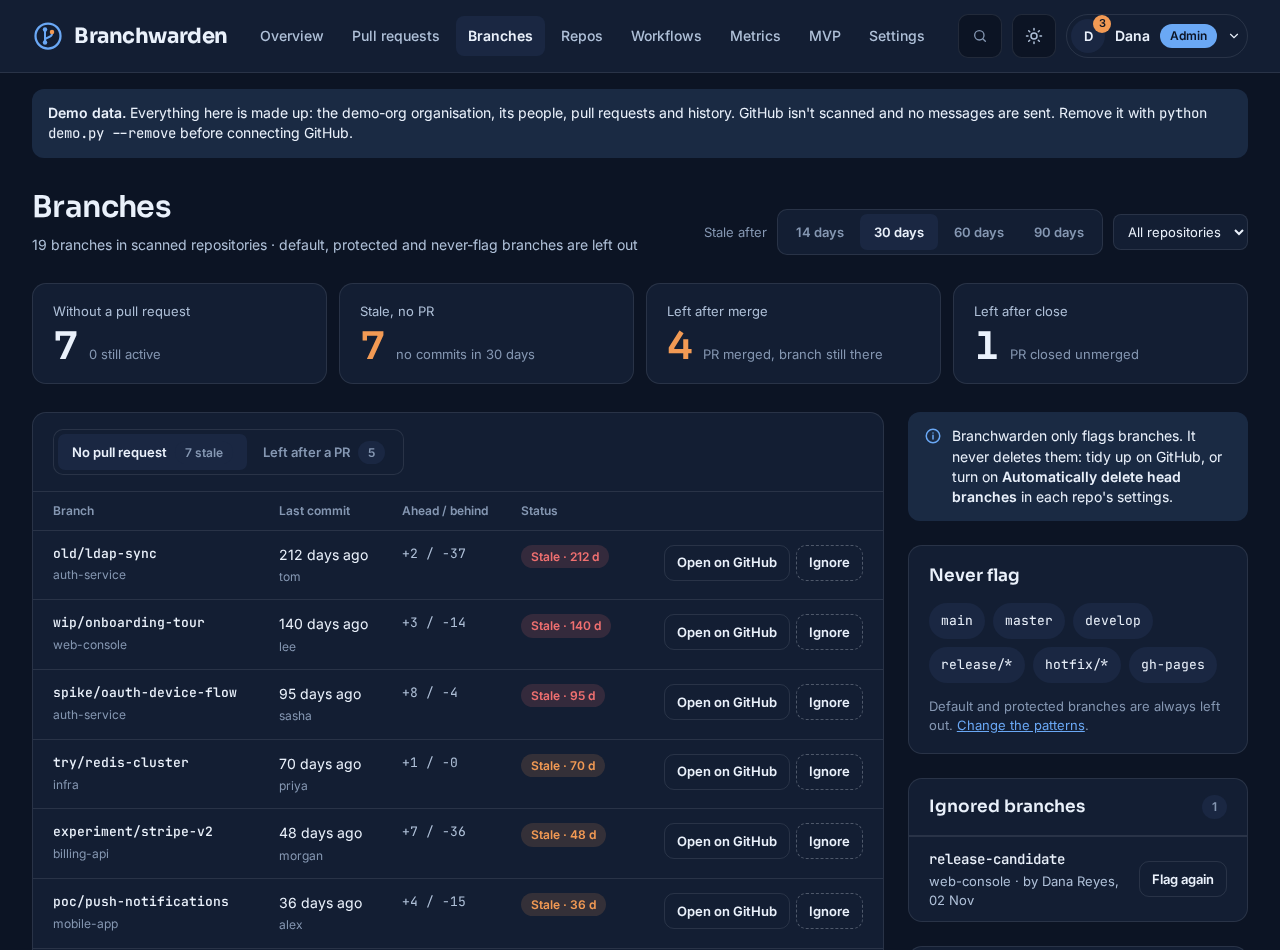 Branchwarden
Overview
Pull requests
Branches
Repos
Workflows
Metrics
MVP
Settings
D
3
Dana
Admin
Demo data. Everything here is made up: the demo-org organisation, its people, pull requests and history. GitHub isn't scanned and no messages are sent. Remove it with python
demo.py --remove before connecting GitHub.
Branches
19 branches in scanned repositories · default, protected and never-flag branches are left out
Stale after
14 days
30 days
60 days
90 days
All repositories
Without a pull request
7 0 still active
Stale, no PR
7 no commits in 30 days
Left after merge
4 PR merged, branch still there
Left after close
1 PR closed unmerged
No pull request 7 stale
Left after a PR 5
Branch Last commit Ahead / behind Status
old/ldap-sync 212 days ago +2 / -37 Stale · 212 d Open on GitHub Ignore
auth-service tom
wip/onboarding-tour 140 days ago +3 / -14 Stale · 140 d Open on GitHub Ignore
web-console lee
spike/oauth-device-flow 95 days ago +8 / -4 Stale · 95 d Open on GitHub Ignore
auth-service sasha
try/redis-cluster 70 days ago +1 / -0 Stale · 70 d Open on GitHub Ignore
infra priya
experiment/stripe-v2 48 days ago +7 / -36 Stale · 48 d Open on GitHub Ignore
billing-api morgan
poc/push-notifications 36 days ago +4 / -15 Stale · 36 d Open on GitHub Ignore
mobile-app alex
Branchwarden only flags branches. It
never deletes them: tidy up on GitHub, or
turn on Automatically delete head
branches in each repo's settings.
Never flag
main master develop
release/* hotfix/* gh-pages
Default and protected branches are always left
out. Change the patterns.
Ignored branches 1
release-candidate
web-console · by Dana Reyes,
02 Nov
Flag again